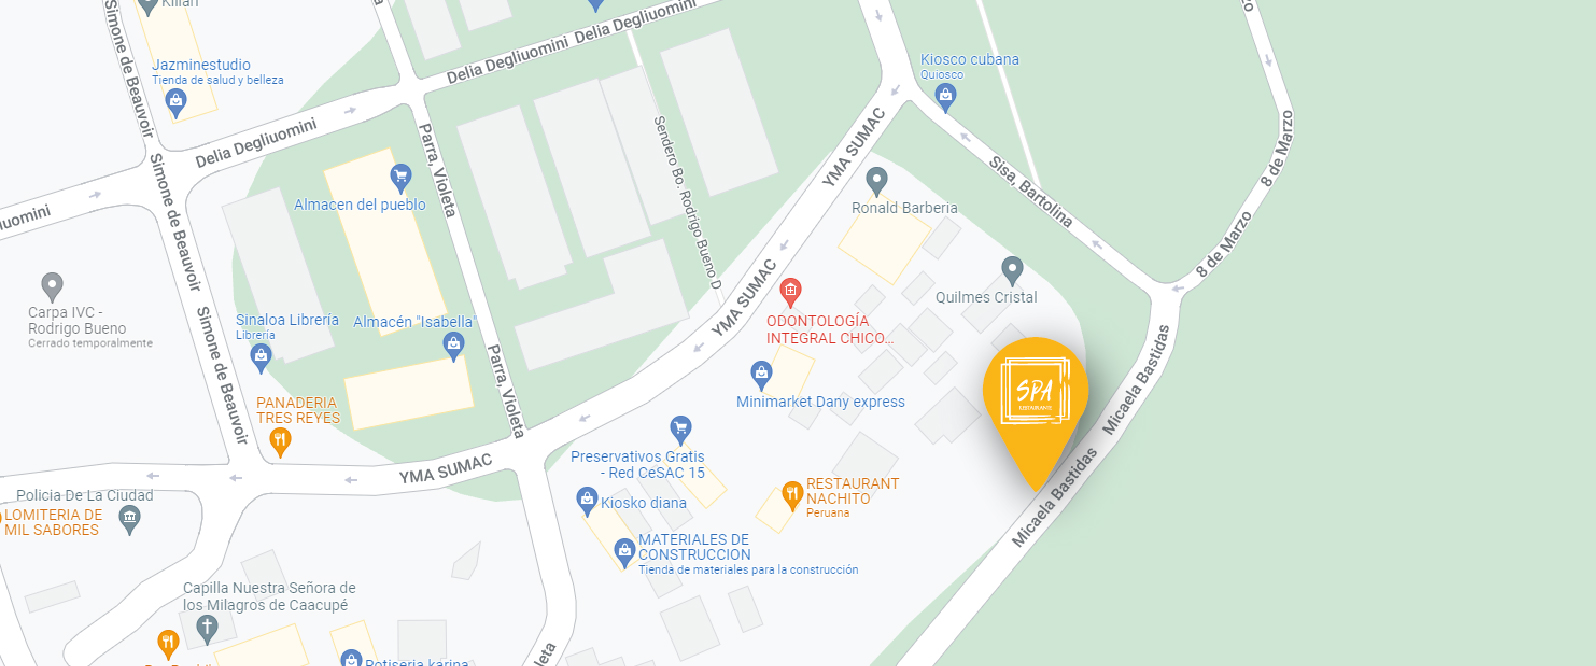 Kilian
Simone de Beauvoir
Jazminestudio
Tienda de salud y belleza
Delia Degliuomini
Delia Degliuomini
Kiosco cubana
Quiosco
8 de Marzo
Delia Degliuomini
Parra, Violeta
Sendero Bo. Rodrigo Bueno D
YMA SUMAC
Sisa, Bartolina
Almacen del pueblo
Ronald Barberia
Simone de Beauvoir
8 de Marzo
Carpa IVC -
Rodrigo Bueno
Cerrado temporalmente
Simone de Beauvoir
Sinaloa Librería
Librería
Almacén "Isabella"
YMA SUMAC
ODONTOLOGÍA
INTEGRAL CHICO...
Quilmes Cristal
Parra, Violeta
PANADERIA
TRES REYES
Minimarket Dany express
SPA
Micaela Bastidas
Micaela Bastidas
YMA SUMAC
Preservativos Gratis
- Red CeSAC 15
Kiosko diana
RESTAURANT
NACHITO
Peruana
Policia De La Ciudad
LOMITERIA DE
MIL SABORES
MATERIALES DE
CONSTRUCCION
Tienda de materiales para la construcción
Capilla Nuestra Señora de
los Milagros de Caacupé
Rotiseria karina